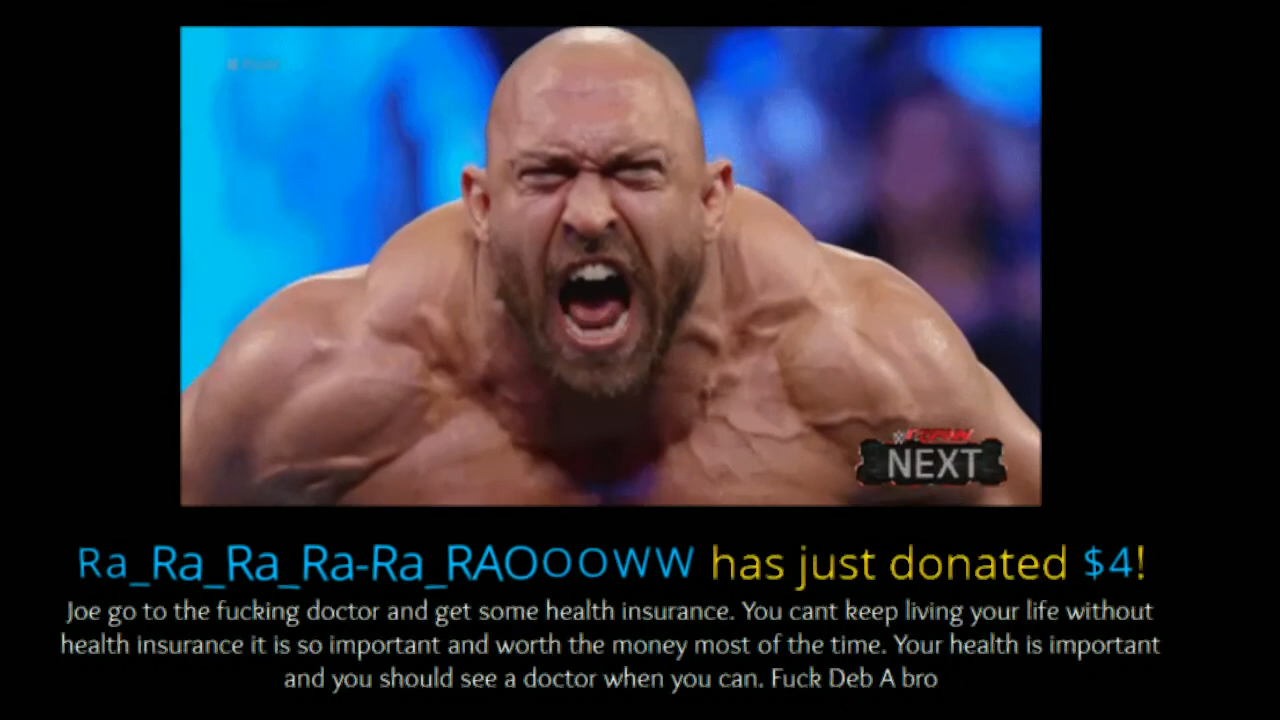 NEXT
Ra_Ra_Ra_Ra-Ra_RAOOOWW has just donated $4!
Joe go to the fucking doctor and get some health insurance. You cant keep living your life without
health insurance it is so important and worth the money most of the time. Your health is important
and you should see a doctor when you can. Fuck Deb A bro